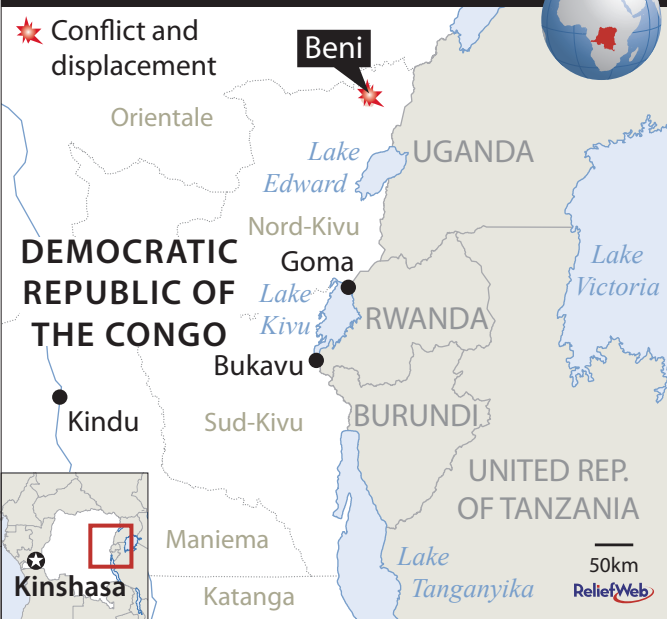 Conflict and
displacement
Beni
Orientale
Lake
Edward
UGANDA
Nord-Kivu
DEMOCRATIC
REPUBLIC OF
THE CONGO
Goma
Lake
Kivu
RWANDA
Lake
Victoria
Bukavu
Kindu
Sud-Kivu
BURUNDI
UNITED REP.
OF TANZANIA
Maniema
Lake
Tanganyika
Katanga
Kinshasa
50km
ReliefWeb